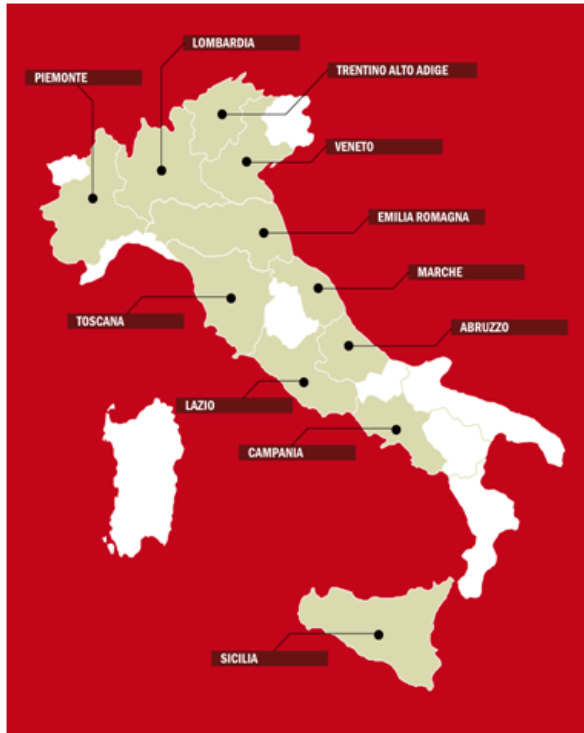 LOMBARDIA
PIEMONTE
TRENTINO ALTO ADIGE
VENETO
EMILIA ROMAGNA
MARCHE
TOSCANA
ABRUZZO
LAZIO
CAMPANIA
SICILIA